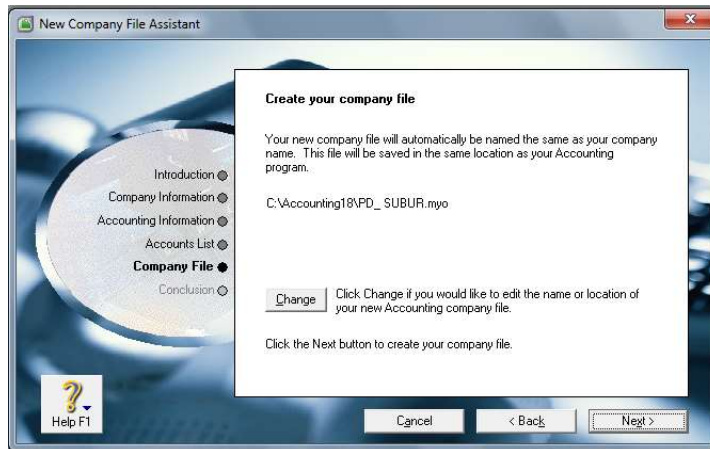 New Company File Assistant
Create your company file
Your new company file will automatically be named the same as your company
name. This file will be saved in the same location as your Accounting
program.
C:\Accounting18\PD_ SUBUR.myo
Introduction
Company Information
Accounting Information
Accounts List
Company File
Conclusion
Change
Click Change if you would like to edit the name or location of
your new Accounting company file.
Click the Next button to create your company file.
Help F1
Cancel
< Back
Next >